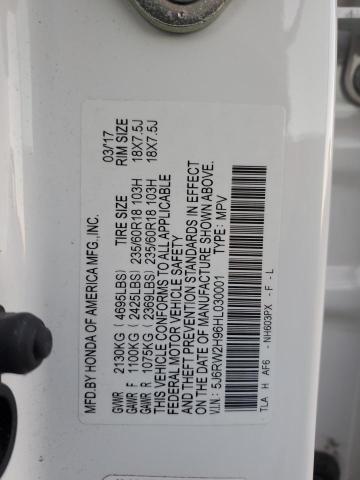 MFD.BY HONDA OF AMERICA MFG.,INC. 03/17
TIRE SIZE RIM SIZE
GVWR 2130KG ( 4695LBS)
GAWR F 1100KG ( 2425LBS) 235/60R18 103H 18X7.5J
GAWR R 1075KG ( 2369LBS) 235/60R18 103H 18X7.5J
THIS VEHICLE CONFORMS TO ALL APPLICABLE
FEDERAL MOTOR VEHICLE SAFETY
AND THEFT PREVENTION STANDARDS IN EFFECT
ON THE DATE OF MANUFACTURE SHOWN ABOVE.
V.I.N: 5J6RW2H96HL030001 TYPE: MPV
TLA H AF6 - NH603PX - F - L